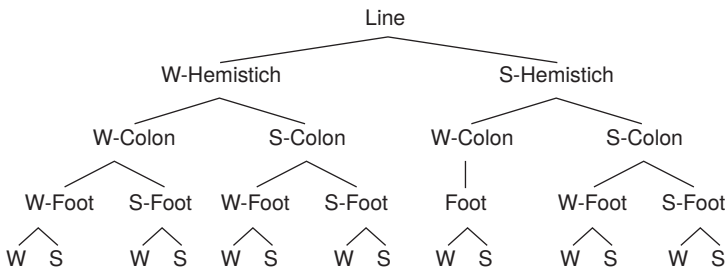 Line
W-Hemistich S-Hemistich
W-Colon S-Colon W-Colon S-Colon
W-Foot S-Foot W-Foot S-Foot Foot W-Foot S-Foot
W S W S W S W S W S W S W S